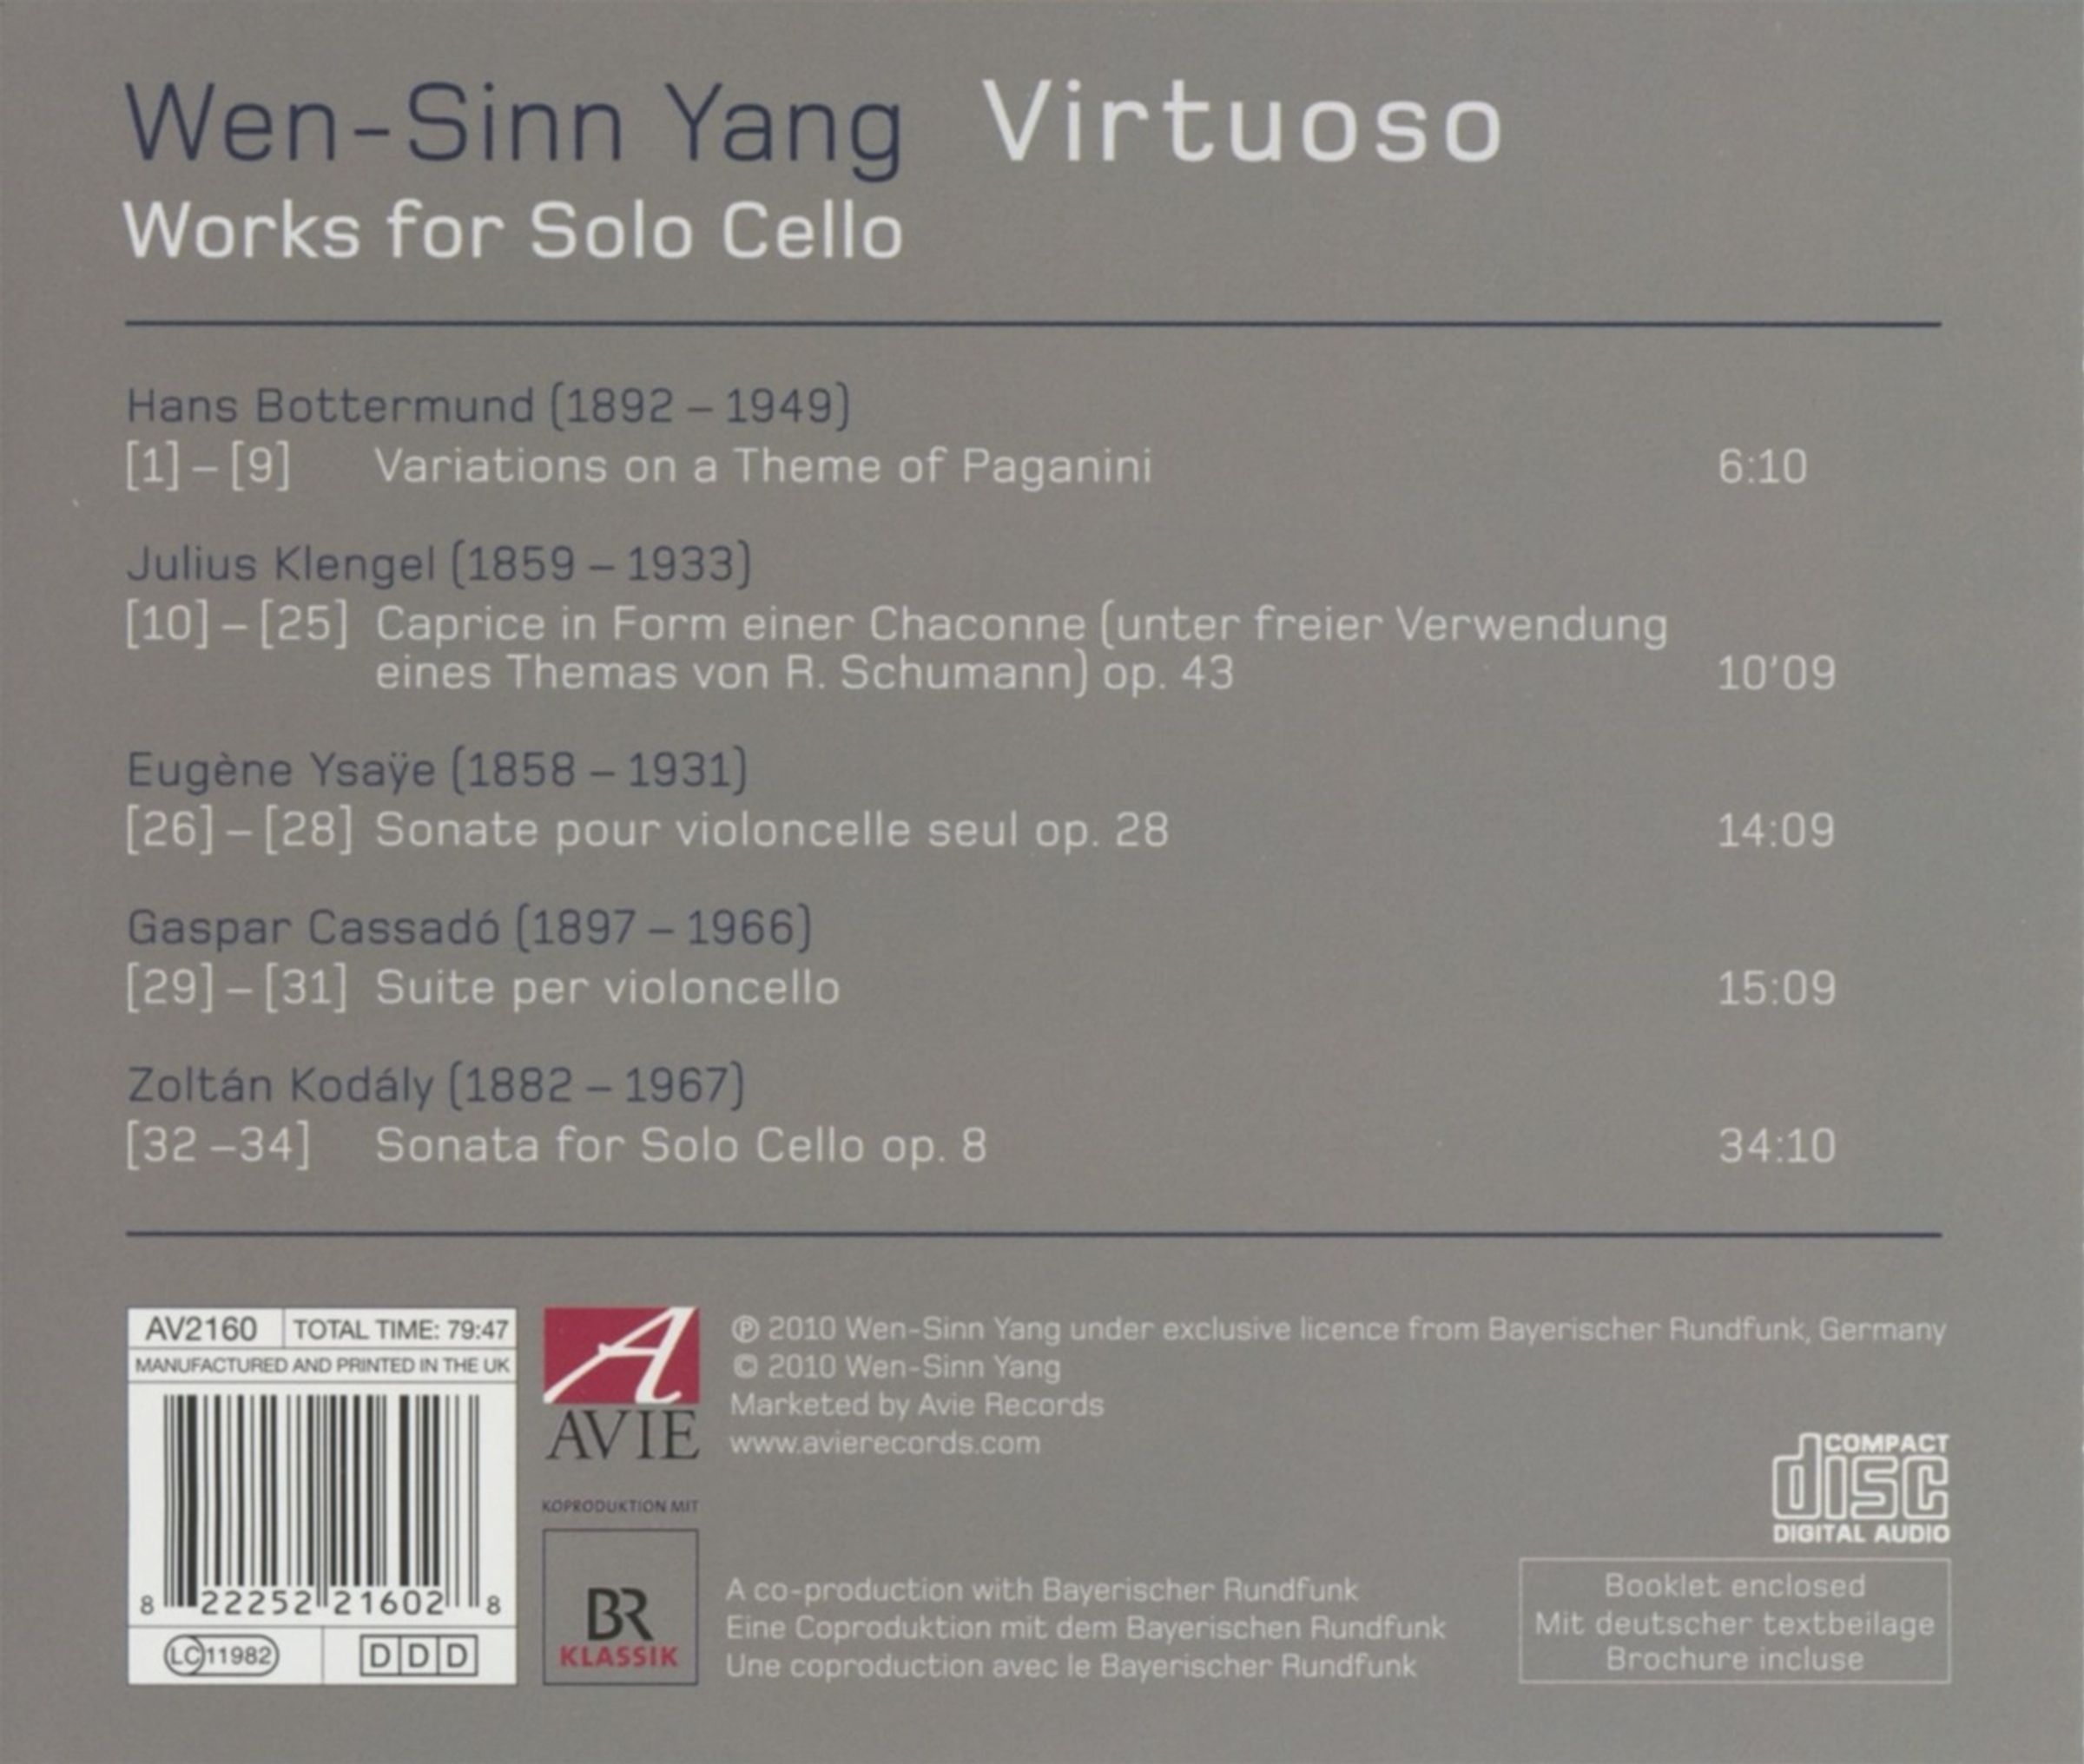 Wen-Sinn Yang Virtuoso
Works for Solo Cello
Hans Bottermund (1892 – 1949)
[1] – [9] Variations on a Theme of Paganini 6:10
Julius Klengel (1859 – 1933)
[10] – [25] Caprice in Form einer Chaconne (unter freier Verwendung
eines Themas von R. Schumann) op. 43 10'09
Eugène Ysaÿe (1858 – 1931)
[26] – [28] Sonate pour violoncelle seul op. 28 14:09
Gaspar Cassadó (1897 – 1966)
[29] – [31] Suite per violoncello 15:09
Zoltán Kodály (1882 – 1967)
[32 –34] Sonata for Solo Cello op. 8 34:10
AV2160 TOTAL TIME: 79:47
MANUFACTURED AND PRINTED IN THE UK
8 22252 21602 8
LC 11982 D D D
A
AVIE
KOPRODUKTION MIT
BR
KLASSIK
℗ 2010 Wen-Sinn Yang under exclusive licence from Bayerischer Rundfunk, Germany
© 2010 Wen-Sinn Yang
Marketed by Avie Records
www.avierecords.com
A co-production with Bayerischer Rundfunk
Eine Coproduktion mit dem Bayerischen Rundfunk
Une coproduction avec le Bayerischer Rundfunk
COMPACT
disc
DIGITAL AUDIO
Booklet enclosed
Mit deutscher textbeilage
Brochure incluse